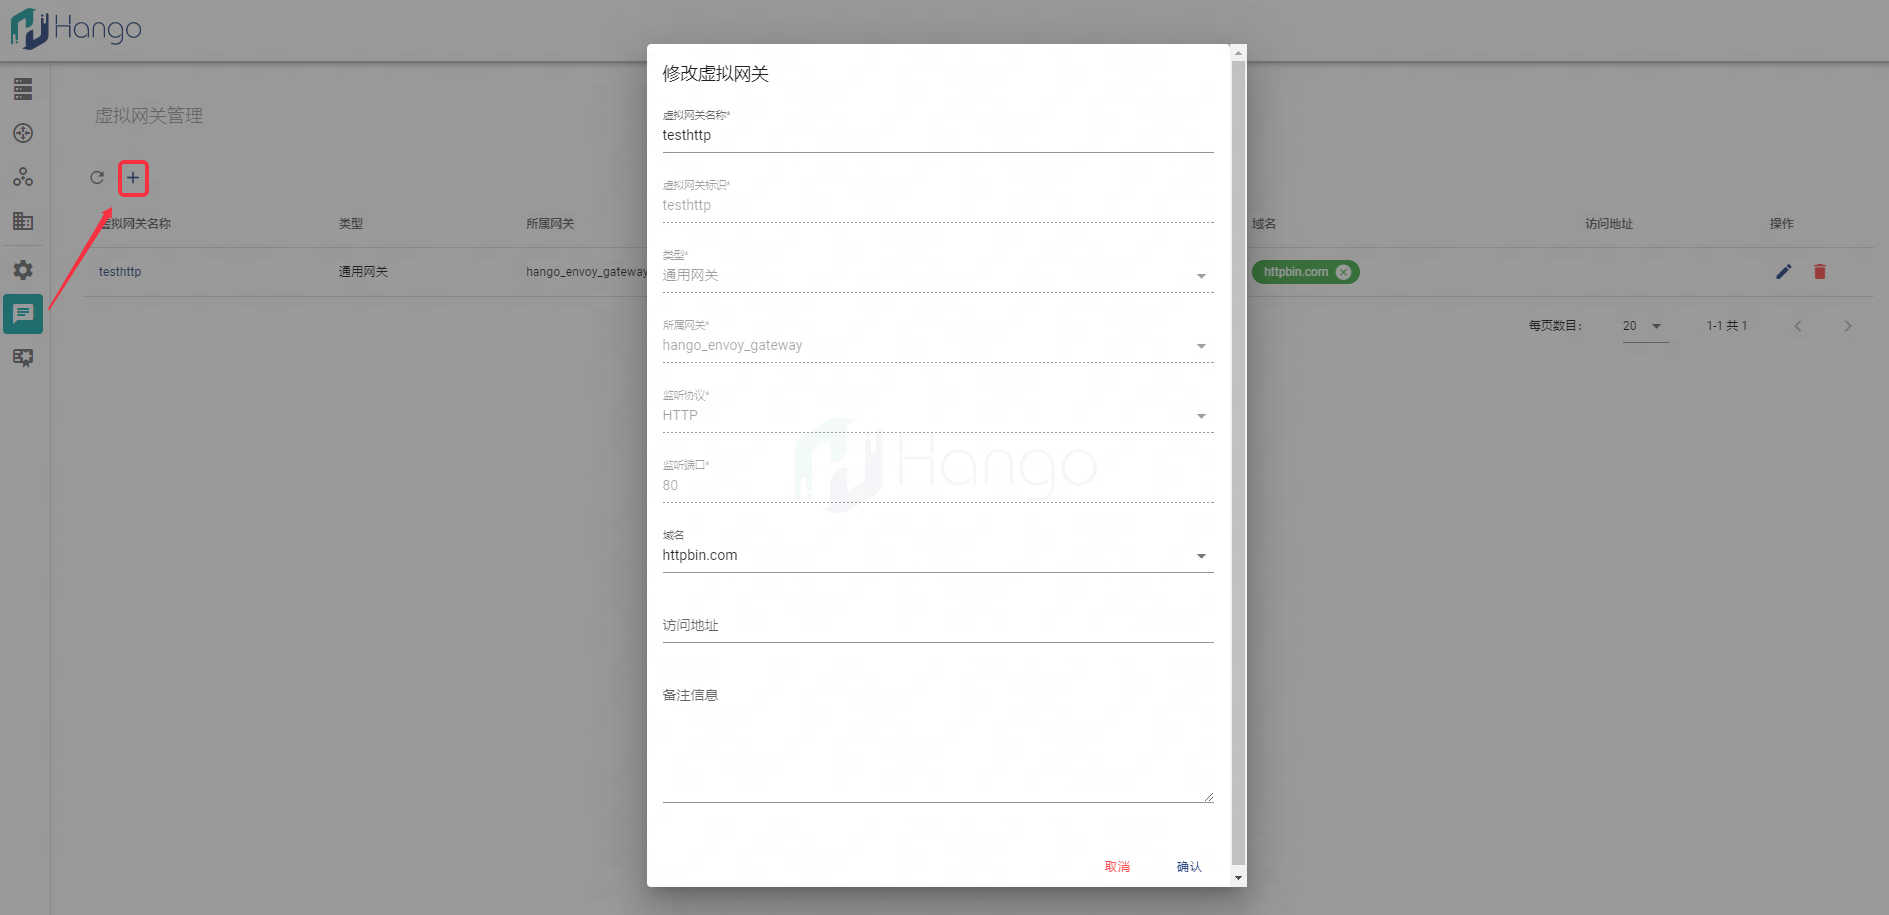 Hango
虚拟网关管理
虚拟网关名称 类型 所属网关 域名 访问地址 操作
testhttp 通用网关 hango_envoy_gateway httpbin.com
每页数目: 20 1-1 共 1
修改虚拟网关
虚拟网关名称*
testhttp
虚拟网关标识*
testhttp
类型*
通用网关
所属网关*
hango_envoy_gateway
监听协议*
HTTP
Hango
监听端口*
80
域名
httpbin.com
访问地址
备注信息
取消 确认